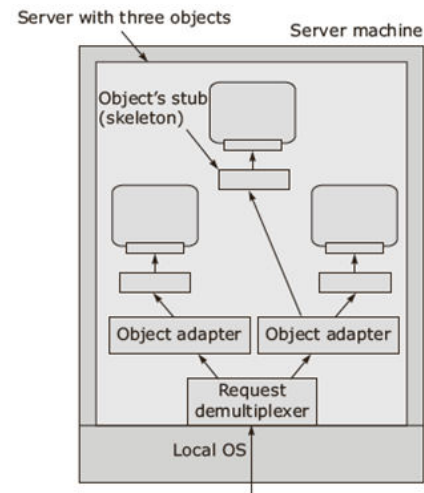 Server with three objects
Server machine
Object's stub
(skeleton)
Object adapter
Object adapter
Request
demultiplexer
Local OS